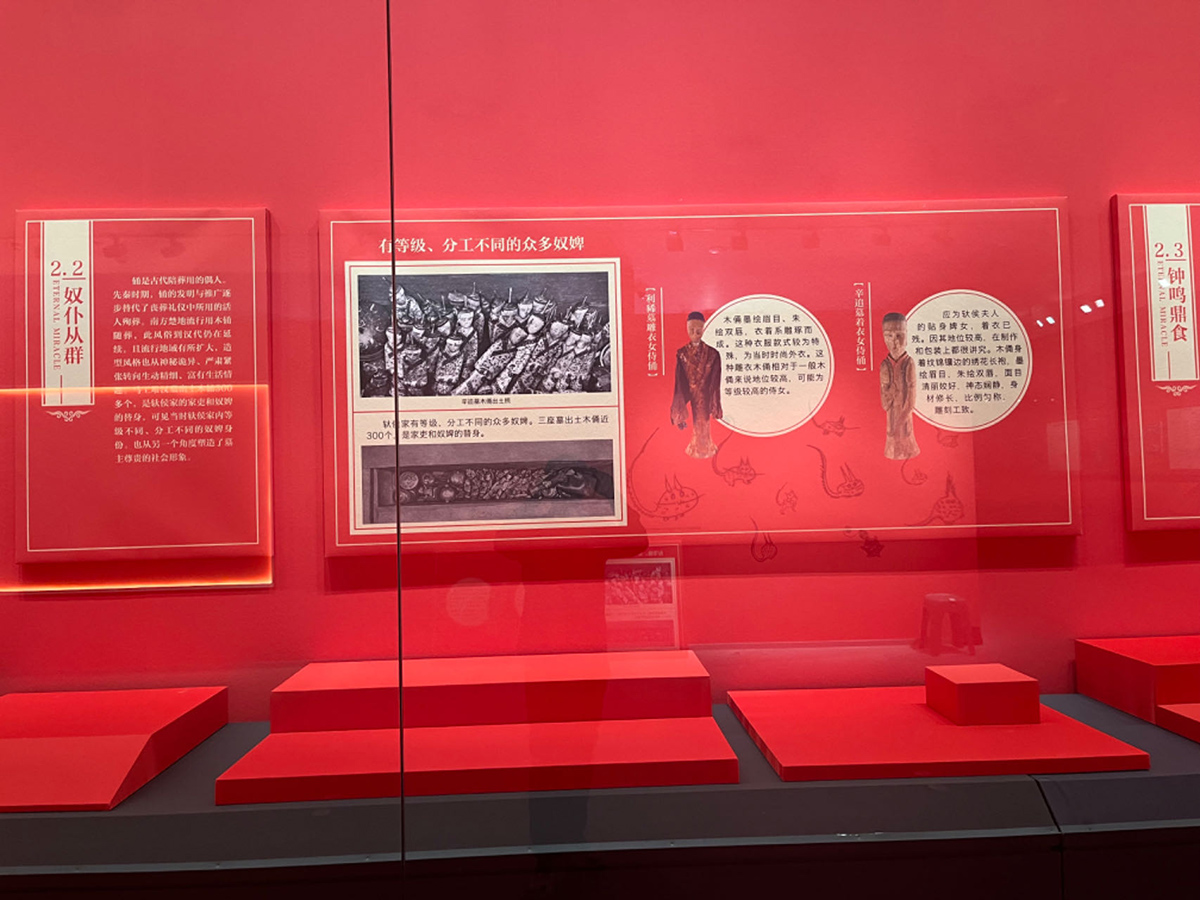 2.2
奴仆从群
ETERNAL MIRACLE
俑是古代陪葬用的偶人。
先秦时期，俑的发明与推广逐
步替代了丧葬礼仪中所用的活
人殉葬。南方楚地流行用木俑
随葬。此风俗到汉代仍在延
续，且流行地域有所扩大，造
型风格也从神秘诡异、严肃紧
张转向生动精细、富有生活情
多个，是轪侯家的家吏和奴婢
的替身。可见当时轪侯家内等
级不同、分工不同的奴婢身
份，也从另一个角度塑造了墓
主尊贵的社会形象。
有等级、分工不同的众多奴婢
辛追墓木俑出土照
轪侯家有等级，分工不同的众多奴婢。三座墓出土木俑近
300个，是家吏和奴婢的替身。
【利豨墓雕衣女侍俑】
木俑墨绘眉目、朱
绘双唇，衣着系雕琢而
成。这种衣服款式较为特
殊，为当时时尚外衣。这
种雕衣木俑相对于一般木
俑来说地位较高，可能为
等级较高的侍女。
【辛追墓着衣女侍俑】
应为轪侯夫人
的贴身婢女，着衣已
残。因其地位较高，在制作
和包装上都很讲究。木俑身
着纹锦镶边的绣花长袍，墨
绘眉目，朱绘双唇，面目
清丽姣好，神态娴静，身
材修长，比例匀称，
雕刻工致。
2.3
钟鸣鼎食
ETERNAL MIRACLE